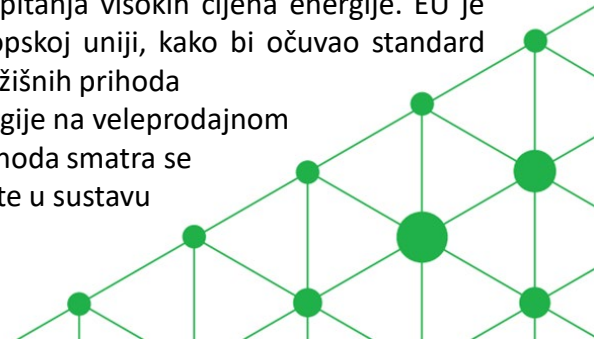 pitanja visokih cijena energije. EU je
opskoj uniji, kako bi očuvao standard
žišnih prihoda
gije na veleprodajnom
hoda smatra se
te u sustavu